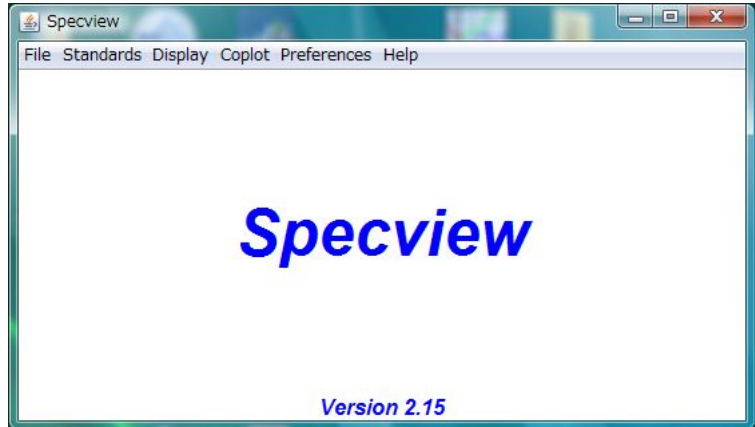 Specview
File Standards Display Coplot Preferences Help
Specview
Version 2.15